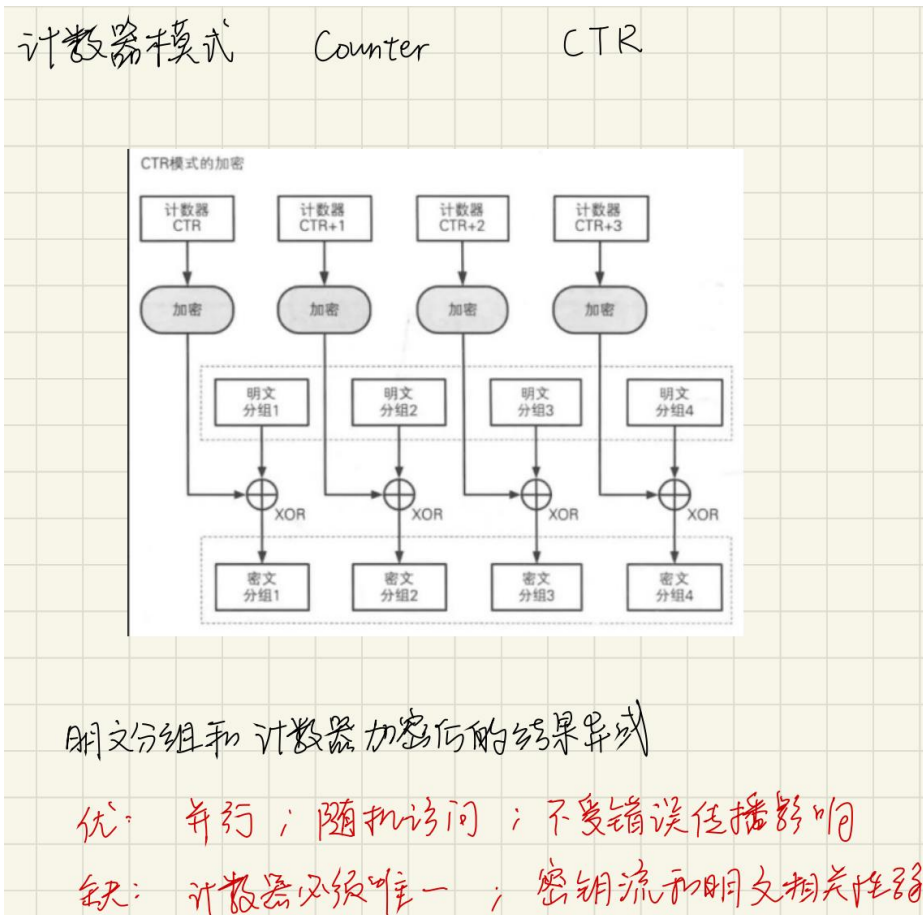 计数器模式 Counter CTR
CTR模式的加密
计数器 CTR 计数器 CTR+1 计数器 CTR+2 计数器 CTR+3
加密 加密 加密 加密
明文 分组1 明文 分组2 明文 分组3 明文 分组4
XOR XOR XOR XOR
密文 分组1 密文 分组2 密文 分组3 密文 分组4
明文分组和计数器加密后的结果异或
优: 并行；随机访问；不受错误传播影响
缺: 计数器必须唯一；密钥流和明文相关性弱